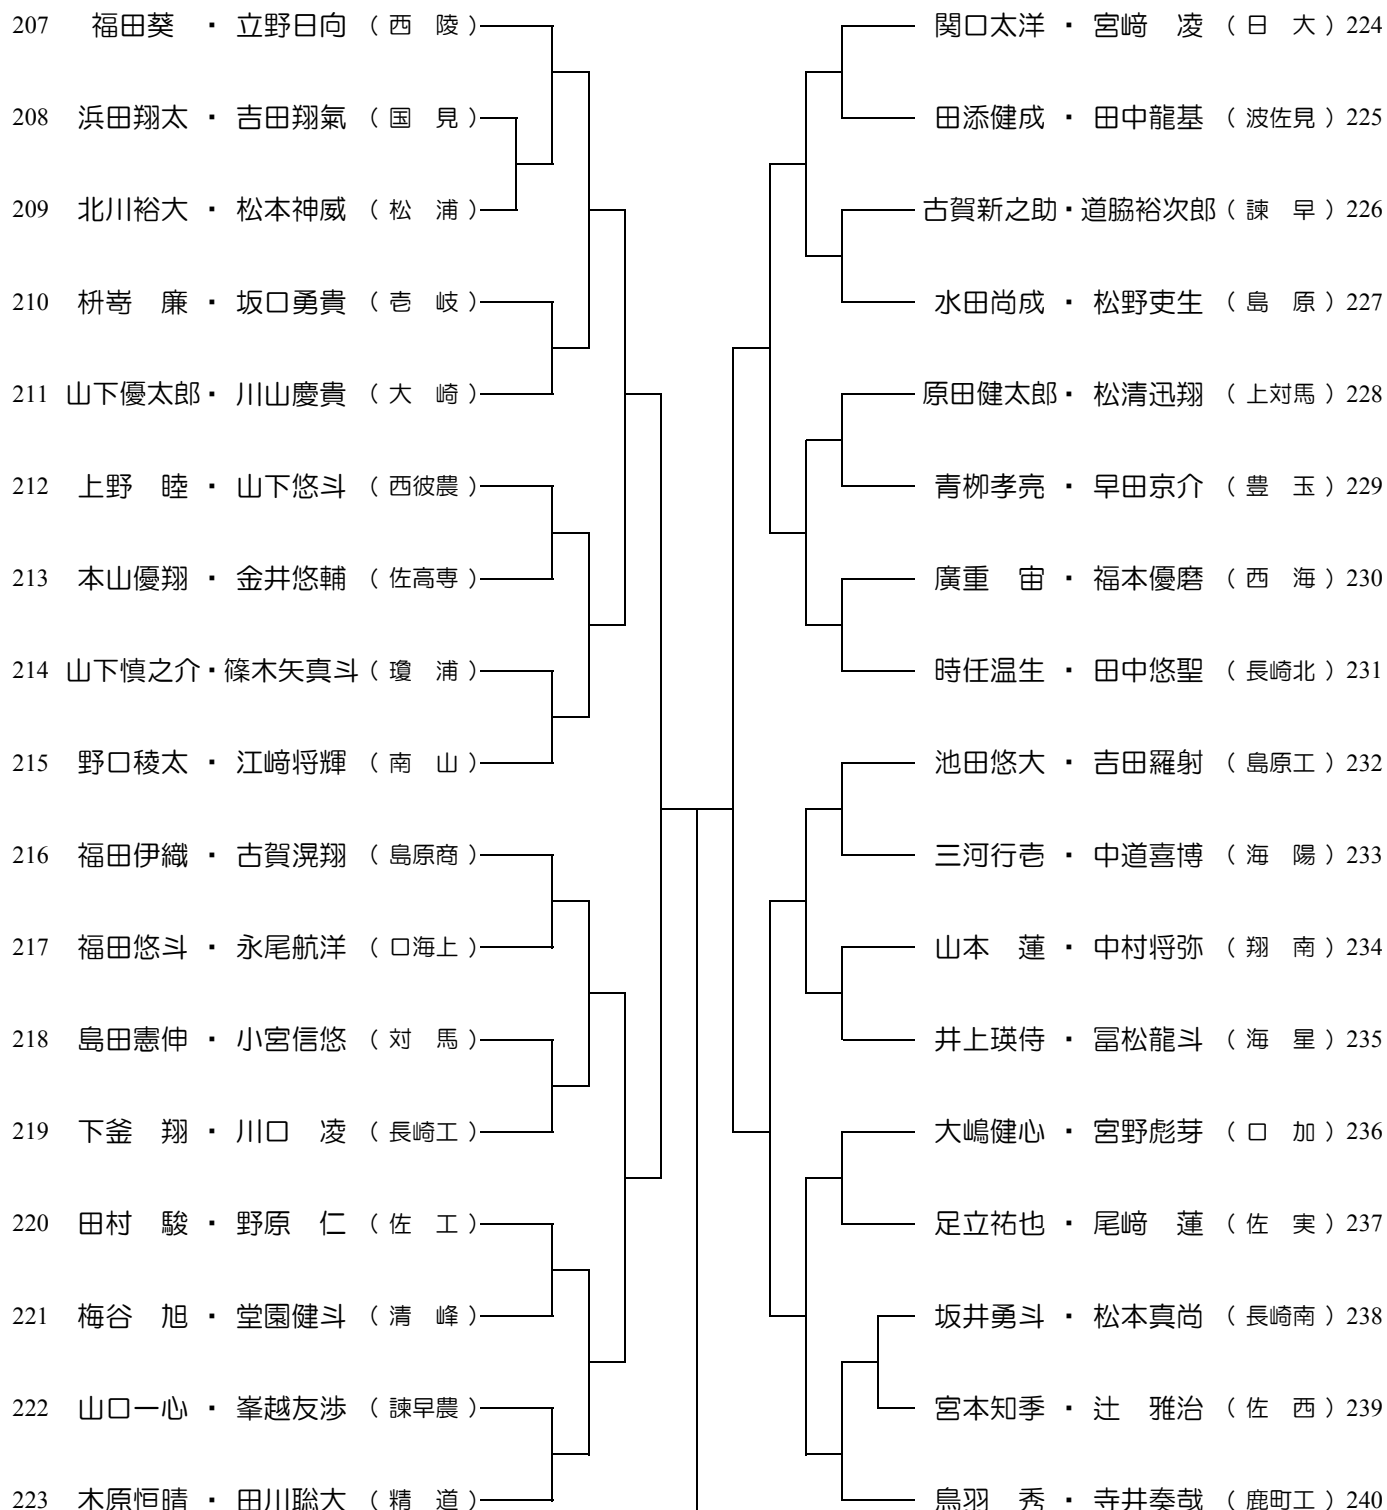 207 福田葵 ・ 立野日向 （ 西 陵 ）
208 浜田翔太 ・ 吉田翔氣 （ 国 見 ）
209 北川裕大 ・ 松本神威 （ 松 浦 ）
210 枡嵜 廉 ・ 坂口勇貴 （ 壱 岐 ）
211 山下優太郎・ 川山慶貴 （ 大 崎 ）
212 上野 睦 ・ 山下悠斗 （ 西彼農 ）
213 本山優翔 ・ 金井悠輔 （ 佐高専 ）
214 山下慎之介・篠木矢真斗（ 瓊 浦 ）
215 野口稜太 ・ 江﨑将輝 （ 南 山 ）
216 福田伊織 ・ 古賀滉翔 （ 島原商 ）
217 福田悠斗 ・ 永尾航洋 （ 口海上 ）
218 島田憲伸 ・ 小宮信悠 （ 対 馬 ）
219 下釜 翔 ・ 川口 凌 （ 長崎工 ）
220 田村 駿 ・ 野原 仁 （ 佐 工 ）
221 梅谷 旭 ・ 堂園健斗 （ 清 峰 ）
222 山口一心 ・ 峯越友渉 （ 諫早農 ）
223 木原恒晴 ・ 田川聡大 （ 精 道 ）
関口太洋 ・ 宮﨑 凌 （ 日 大 ）224
田添健成 ・ 田中龍基 （ 波佐見 ）225
古賀新之助・道脇裕次郎（ 諫 早 ）226
水田尚成 ・ 松野吏生 （ 島 原 ）227
原田健太郎・ 松清迅翔 （ 上対馬 ）228
青栁孝亮 ・ 早田京介 （ 豊 玉 ）229
廣重 宙 ・ 福本優磨 （ 西 海 ）230
時任温生 ・ 田中悠聖 （ 長崎北 ）231
池田悠大 ・ 吉田羅射 （ 島原工 ）232
三河行壱 ・ 中道喜博 （ 海 陽 ）233
山本 蓮 ・ 中村将弥 （ 翔 南 ）234
井上瑛侍 ・ 冨松龍斗 （ 海 星 ）235
大嶋健心 ・ 宮野彪芽 （ 口 加 ）236
足立祐也 ・ 尾﨑 蓮 （ 佐 実 ）237
坂井勇斗 ・ 松本真尚 （ 長崎南 ）238
宮本知季 ・ 辻 雅治 （ 佐 西 ）239
鳥羽 秀 ・ 寺井奏哉 （ 鹿町工 ）240